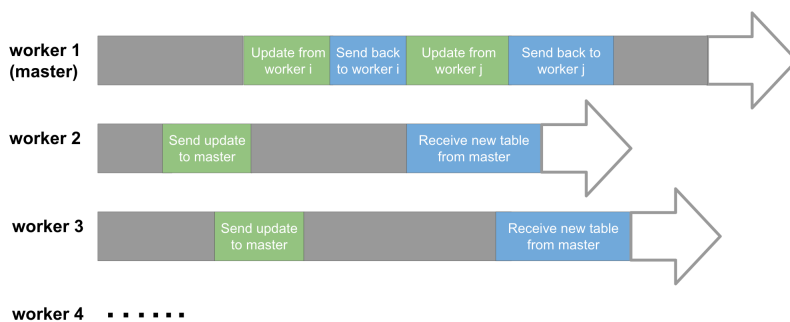 worker 1
(master)
Update from
worker i
Send back
to worker i
Update from
worker j
Send back to
worker j
worker 2
Send update
to master
Receive new table
from master
worker 3
Send update
to master
Receive new table
from master
worker 4 ......